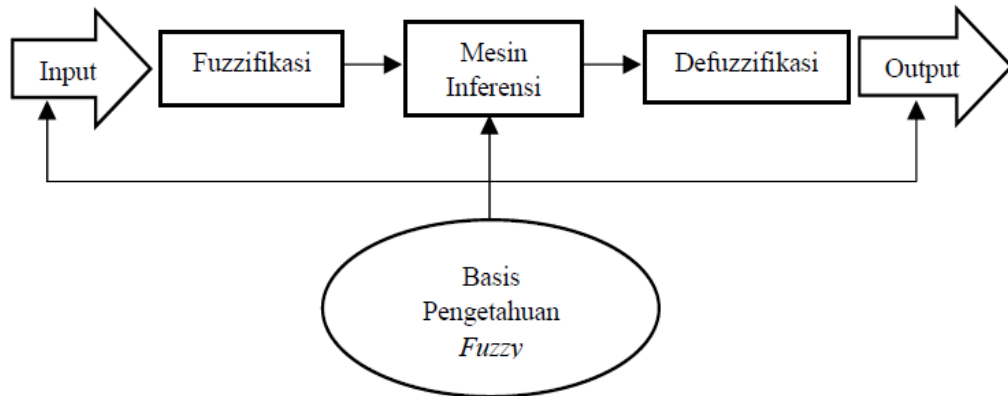 Input
Fuzzifikasi
Mesin
Inferensi
Defuzzifikasi
Output
Basis
Pengetahuan
Fuzzy